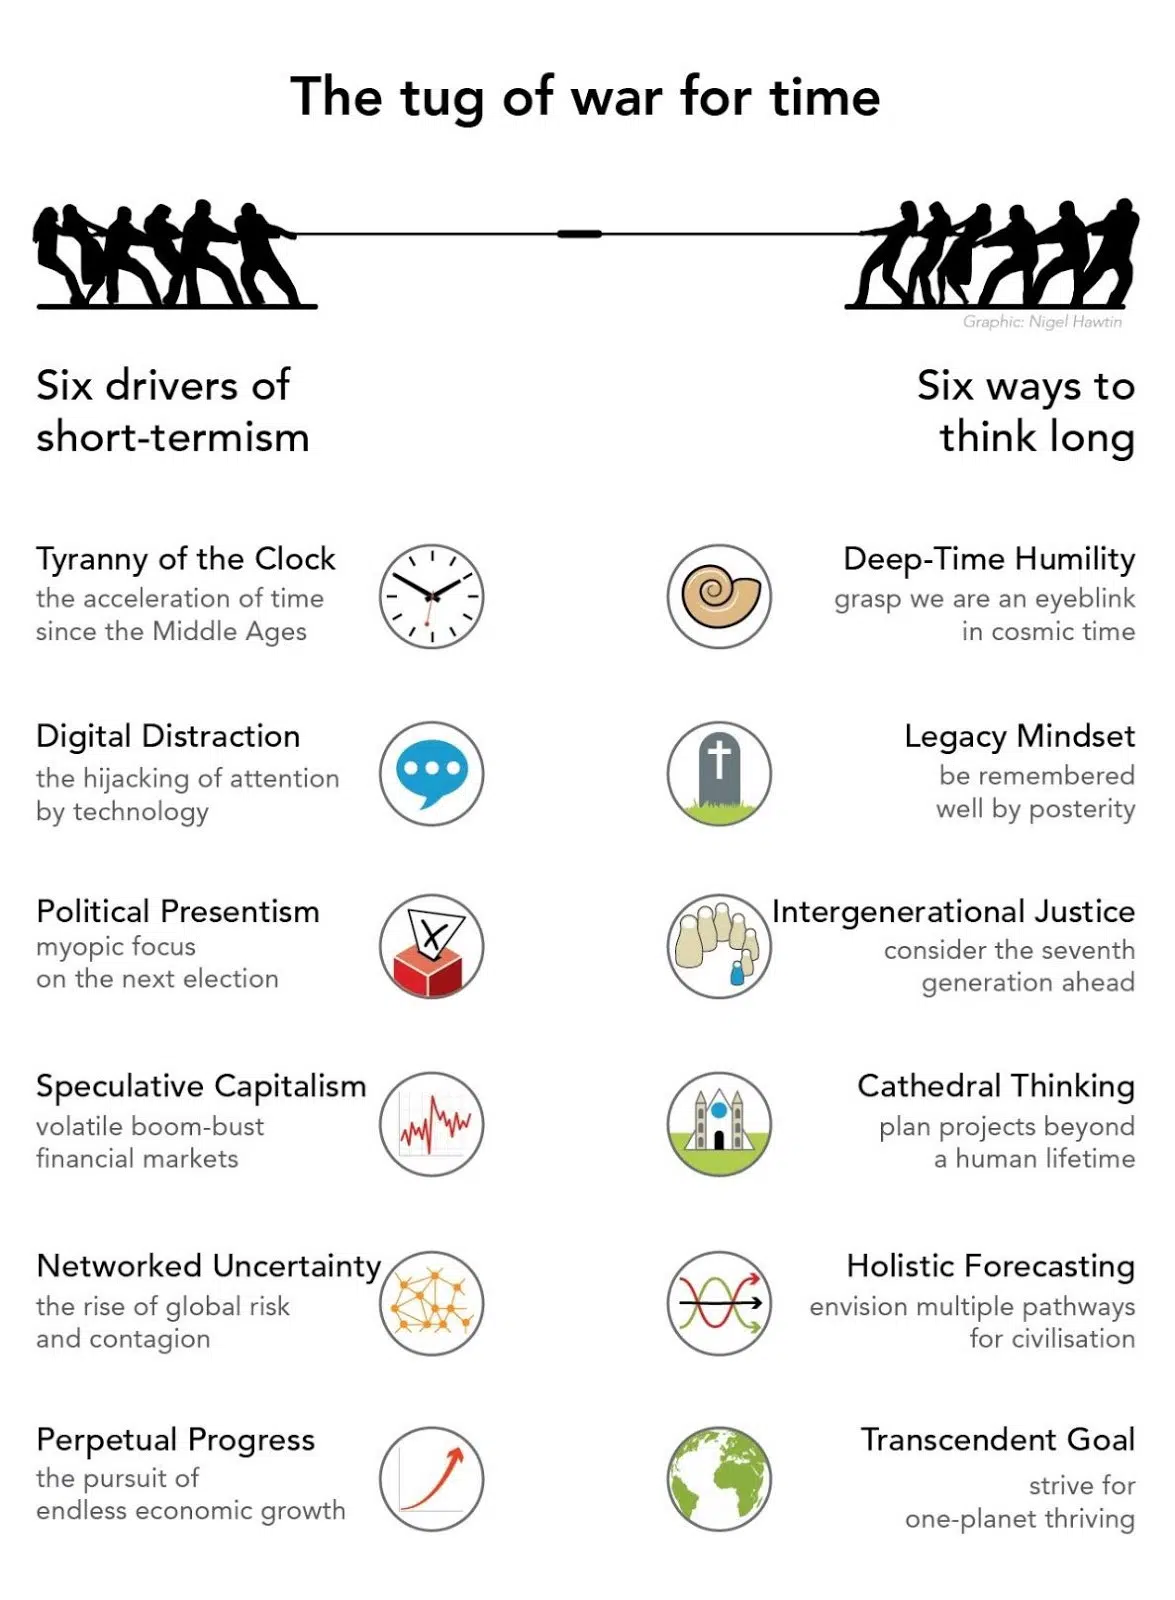 The tug of war for time
Graphic: Nigel Hawtin
Six drivers of
short-termism
Six ways to
think long
Tyranny of the Clock
the acceleration of time
since the Middle Ages
Deep-Time Humility
grasp we are an eyeblink
in cosmic time
Digital Distraction
the hijacking of attention
by technology
Legacy Mindset
be remembered
well by posterity
Political Presentism
myopic focus
on the next election
Intergenerational Justice
consider the seventh
generation ahead
Speculative Capitalism
volatile boom-bust
financial markets
Cathedral Thinking
plan projects beyond
a human lifetime
Networked Uncertainty
the rise of global risk
and contagion
Holistic Forecasting
envision multiple pathways
for civilisation
Perpetual Progress
the pursuit of
endless economic growth
Transcendent Goal
strive for
one-planet thriving